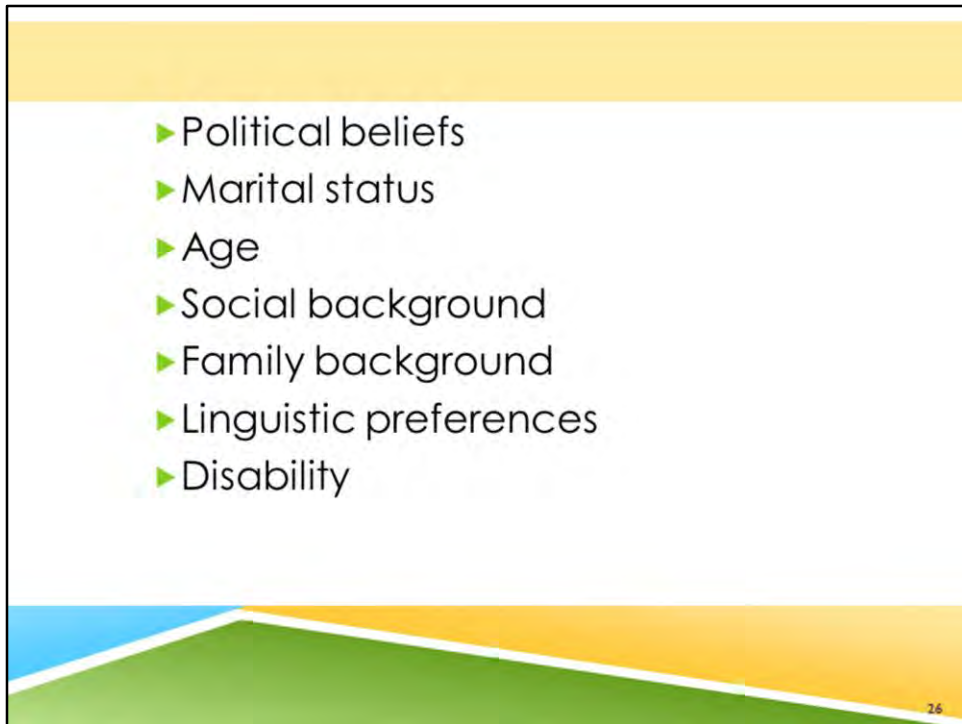 ▶Political beliefs
▶Marital status
▶Age
▶Social background
▶Family background
▶Linguistic preferences
▶Disability
26